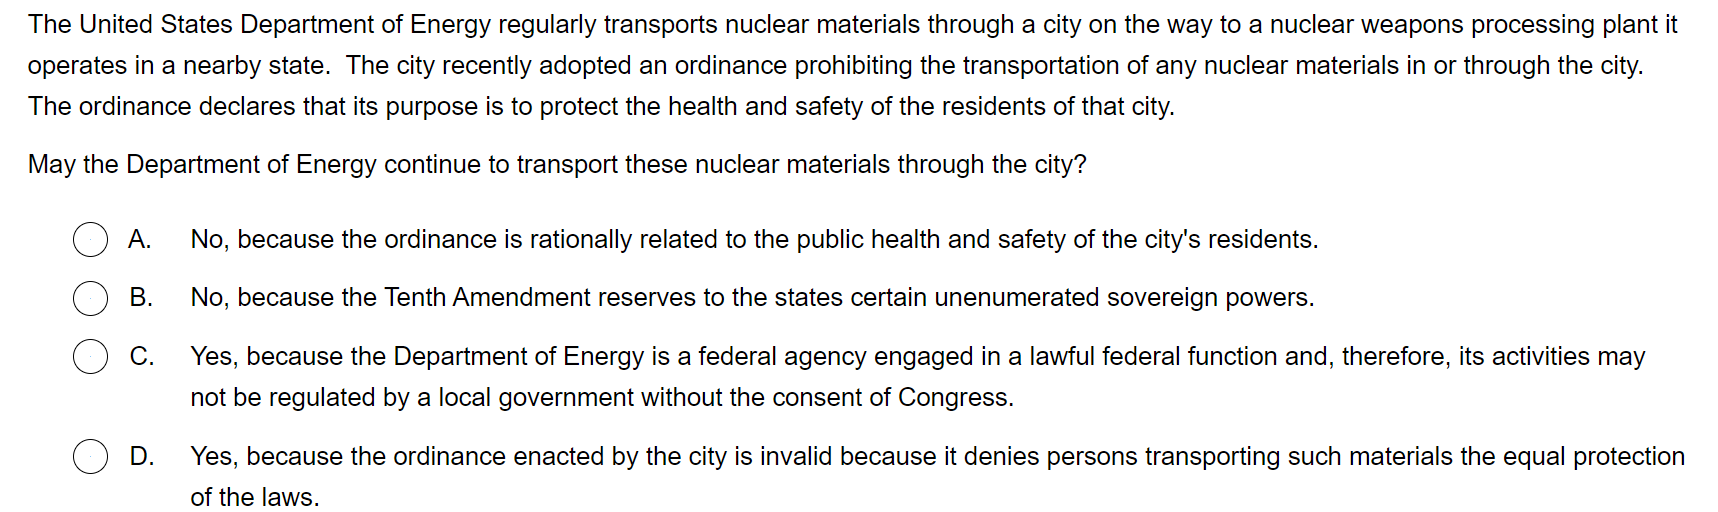 The United States Department of Energy regularly transports nuclear materials through a city on the way to a nuclear weapons processing plant it
operates in a nearby state.  The city recently adopted an ordinance prohibiting the transportation of any nuclear materials in or through the city.
The ordinance declares that its purpose is to protect the health and safety of the residents of that city.
May the Department of Energy continue to transport these nuclear materials through the city?
A. No, because the ordinance is rationally related to the public health and safety of the city's residents.
B. No, because the Tenth Amendment reserves to the states certain unenumerated sovereign powers.
C. Yes, because the Department of Energy is a federal agency engaged in a lawful federal function and, therefore, its activities may
not be regulated by a local government without the consent of Congress.
D. Yes, because the ordinance enacted by the city is invalid because it denies persons transporting such materials the equal protection
of the laws.